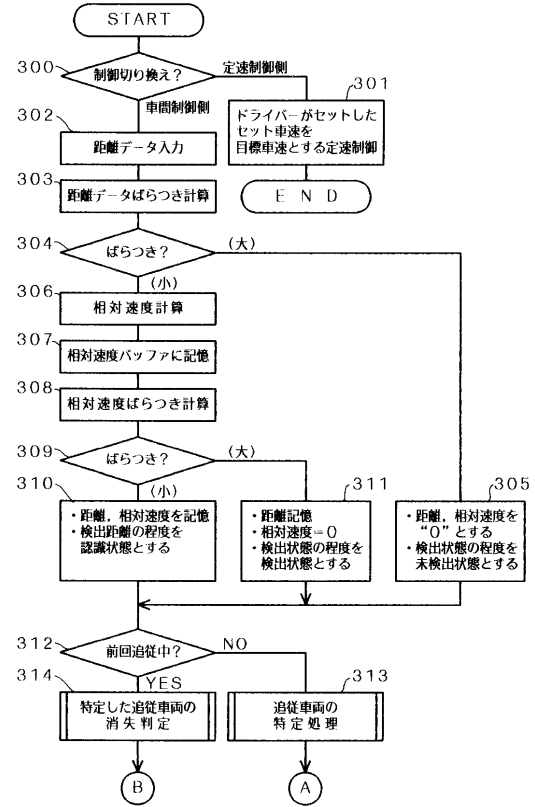 START
300
制御切り換え?
定速制御側
車間制御側
301
ドライバーがセットした
セット車速を
目標車速とする定速制御
END
302
距離データ入力
303
距離データばらつき計算
304
ばらつき?
(大)
(小)
306
相対速度計算
307
相対速度バッファに記憶
308
相対速度ばらつき計算
309
ばらつき?
(大)
(小)
310
・距離,相対速度を記憶
・検出距離の程度を
認識状態とする
311
・距離記憶
・相対速度=0
・検出状態の程度を
検出状態とする
305
・距離,相対速度を
“0”とする
・検出状態の程度を
未検出状態とする
312
前回追従中?
NO
YES
314
特定した追従車両の
消失判定
313
追従車両の
特定処理
B
A